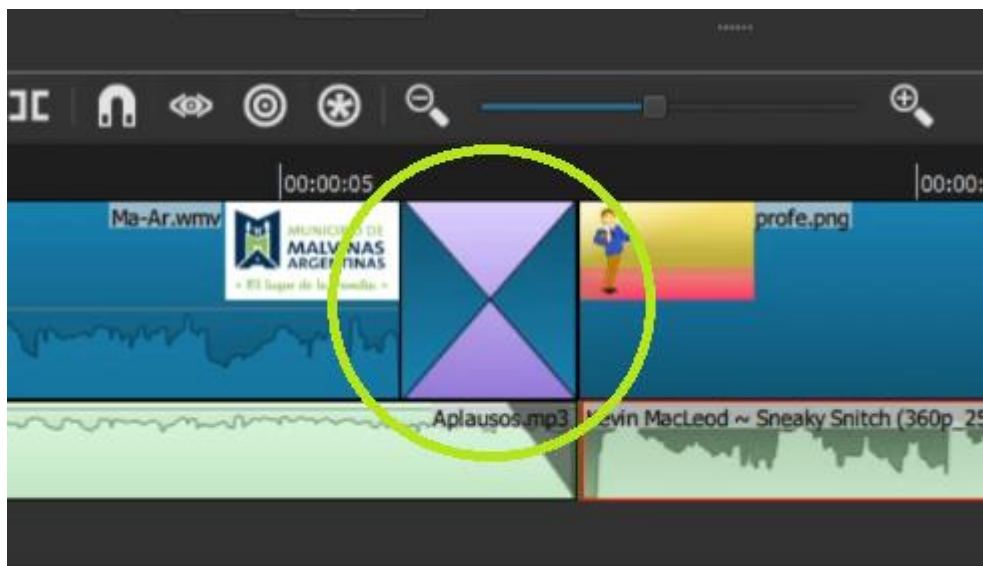 00:00:05
00:00:
Ma-Ar.wmv
MUNICIPIO DE
MALVINAS
ARGENTINAS
profe.png
Aplausos.mp3
Kevin MacLeod ~ Sneaky Snitch (360p_25